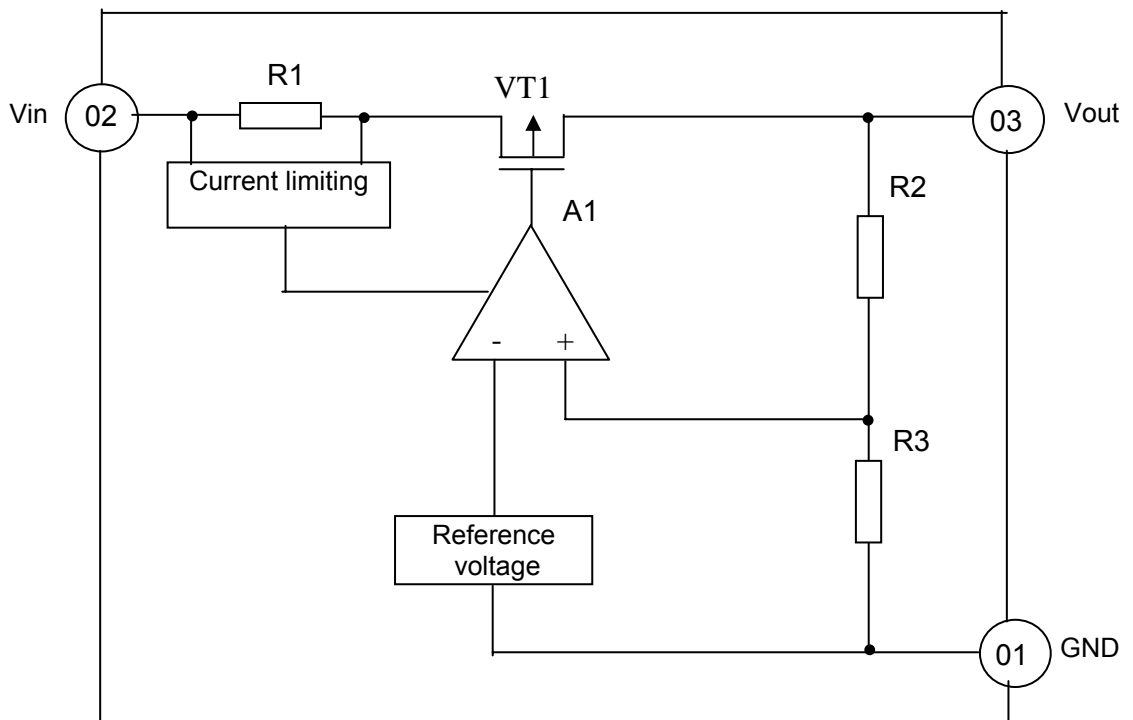 R1
VT1
Vin
02
03
Vout
Current limiting
A1
R2
- +
R3
Reference
voltage
01
GND